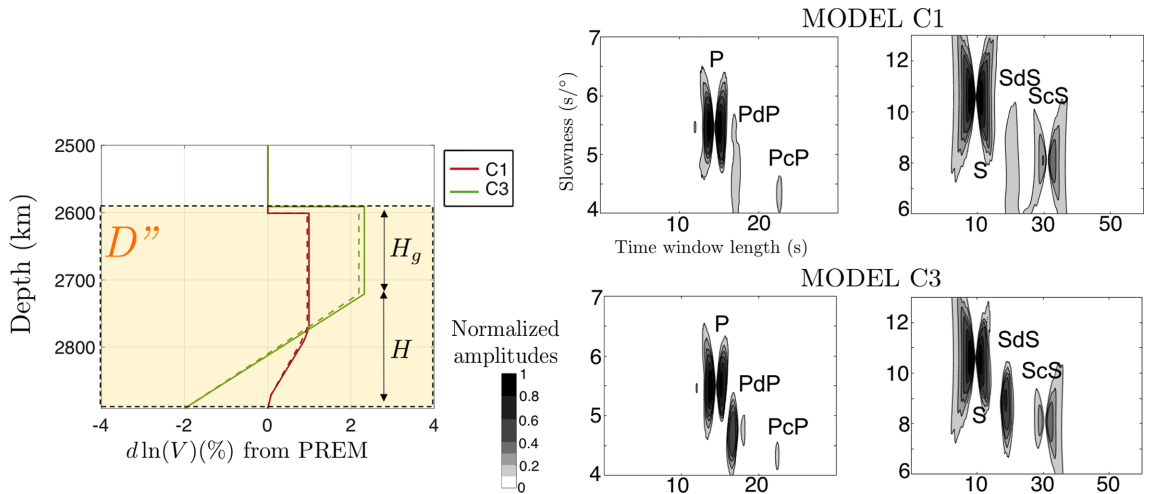 2500
2600
2700
2800
-4
-2
0
2
4
Depth (km)
d ln(V)(%) from PREM
D”
H_g
H
C1
C3
Normalized
amplitudes
1
0.8
0.6
0.4
0.2
0
MODEL C1
7
6
5
4
Slowness (s/°)
10
20
Time window length (s)
P
PdP
PcP
12
10
8
6
10
30
50
SdS
ScS
S
MODEL C3
7
6
5
4
10
20
P
PdP
PcP
12
10
8
6
10
30
50
SdS
ScS
S